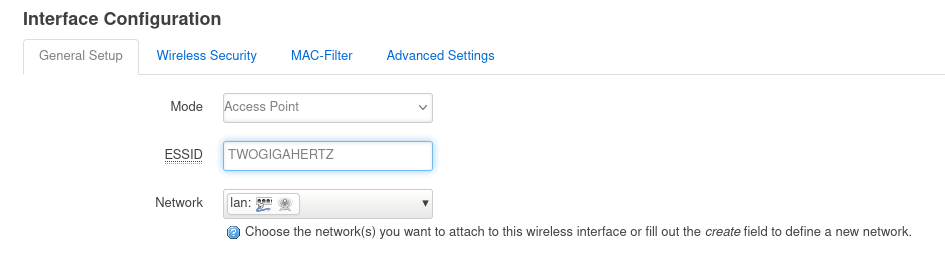 Interface Configuration
General Setup Wireless Security MAC-Filter Advanced Settings
Mode Access Point
ESSID TWOGIGAHERTZ
Network lan:
Choose the network(s) you want to attach to this wireless interface or fill out the create field to define a new network.